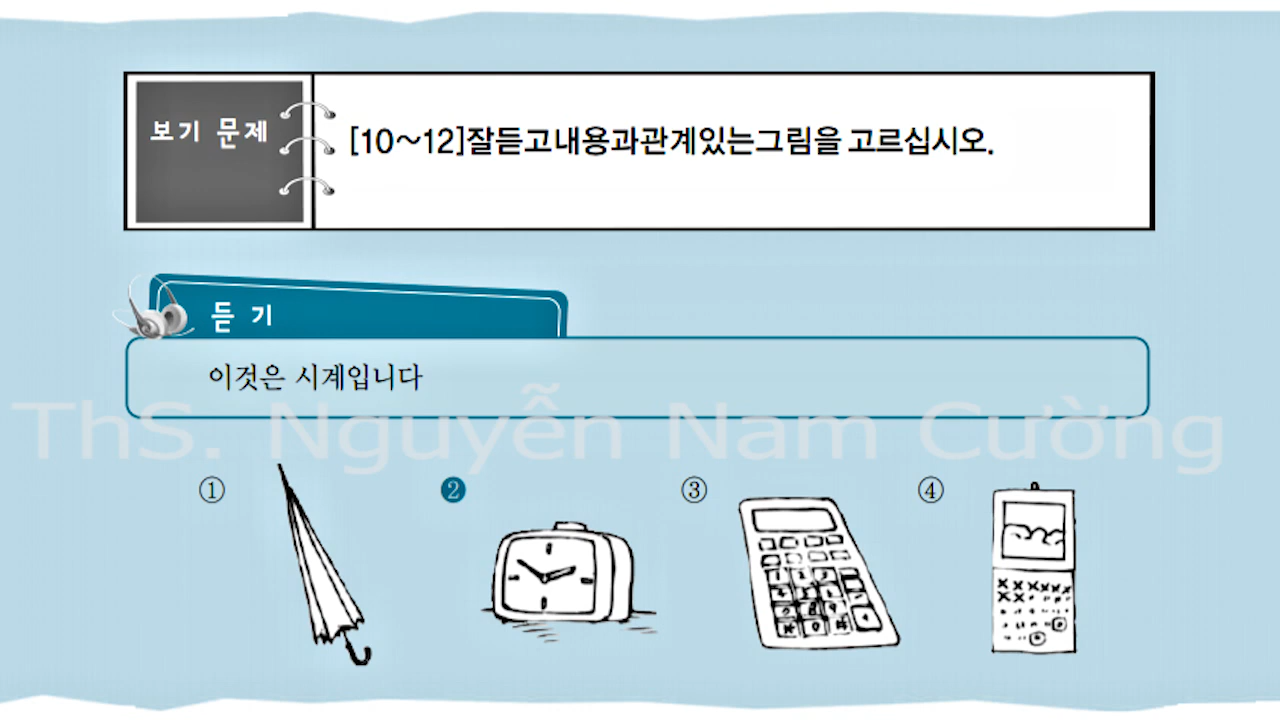 보기 문제
[10~12]잘듣고내용과관계있는그림을 고르십시오.
듣 기
이것은 시계입니다
ThS. Nguyễn Nam Cường
① ② ③ ④